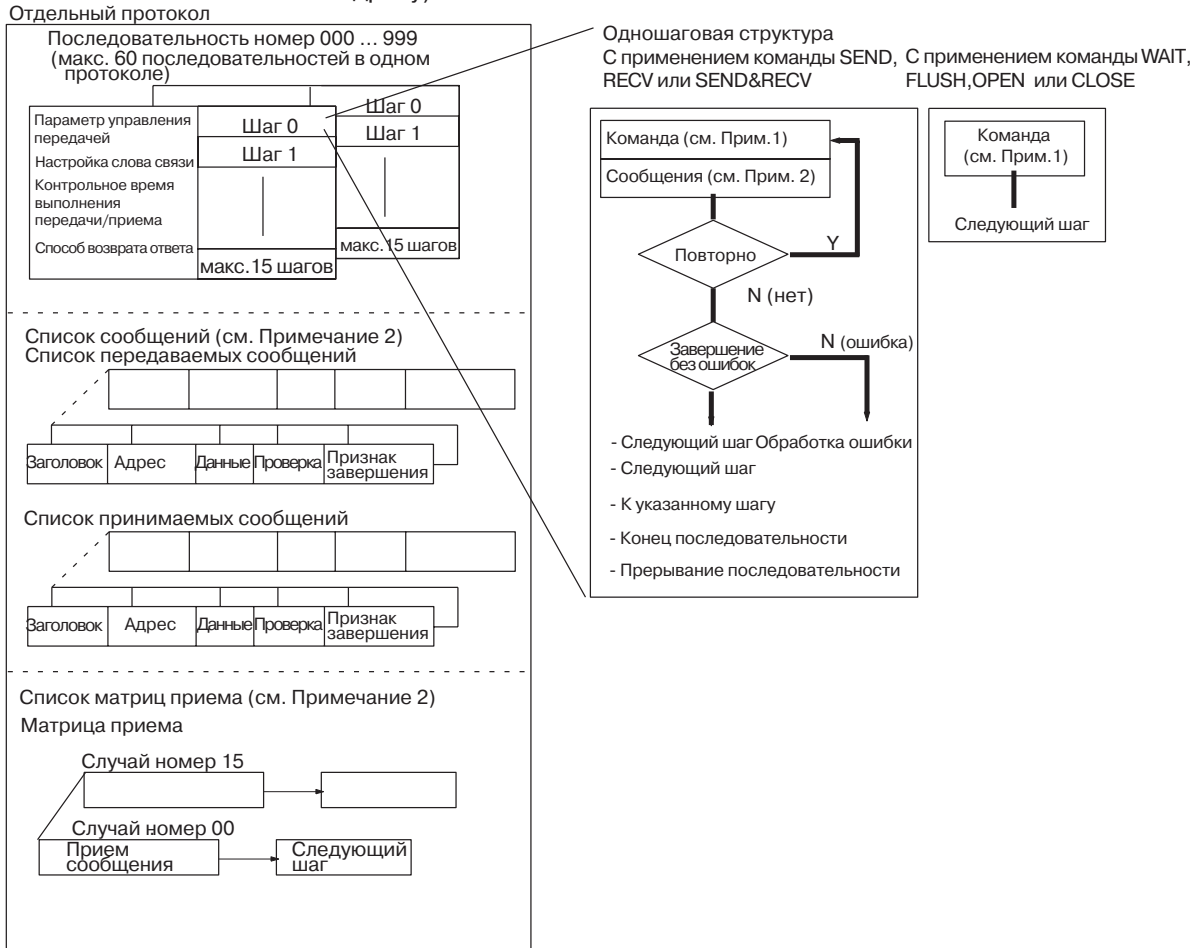 Отдельный протокол
Последовательность номер 000 ... 999
(макс. 60 последовательностей в одном
протоколе)
Шаг 0
Шаг 1
макс.15 шагов
Параметр управления
передачей
Настройка слова связи
Контрольное время
выполнения
передачи/приема
Способ возврата ответа
Шаг 0
Шаг 1
макс.15 шагов
Список сообщений (см. Примечание 2)
Список передаваемых сообщений
Заголовок Адрес Данные Проверка Признак
завершения
Список принимаемых сообщений
Заголовок Адрес Данные Проверка Признак
завершения
Список матриц приема (см. Примечание 2)
Матрица приема
Случай номер 15
Случай номер 00
Прием
сообщения
Следующий
шаг
Одношаговая структура
С применением команды SEND,
RECV или SEND&RECV
Команда (см. Прим.1)
Сообщения (см. Прим. 2)
Повторно
Y
N (нет)
Завершение
без ошибок
N (ошибка)
- Следующий шаг Обработка ошибки
- Следующий шаг
- К указанному шагу
- Конец последовательности
- Прерывание последовательности
С применением команды WAIT,
FLUSH,OPEN или CLOSE
Команда
(см. Прим.1)
Следующий шаг